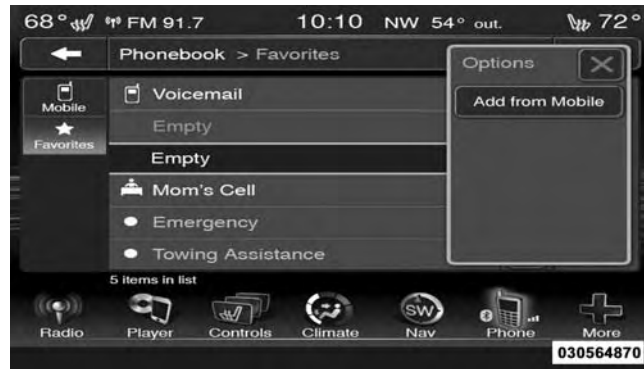 68° FM 91.7 10:10 NW 54° out. 72°
Phonebook > Favorites
Options
Mobile
Voicemail
Add from Mobile
Favorites
Empty
Empty
Mom's Cell
Emergency
Towing Assistance
5 items in list
SW
Radio Player Controls Climate Nav Phone More
030564870